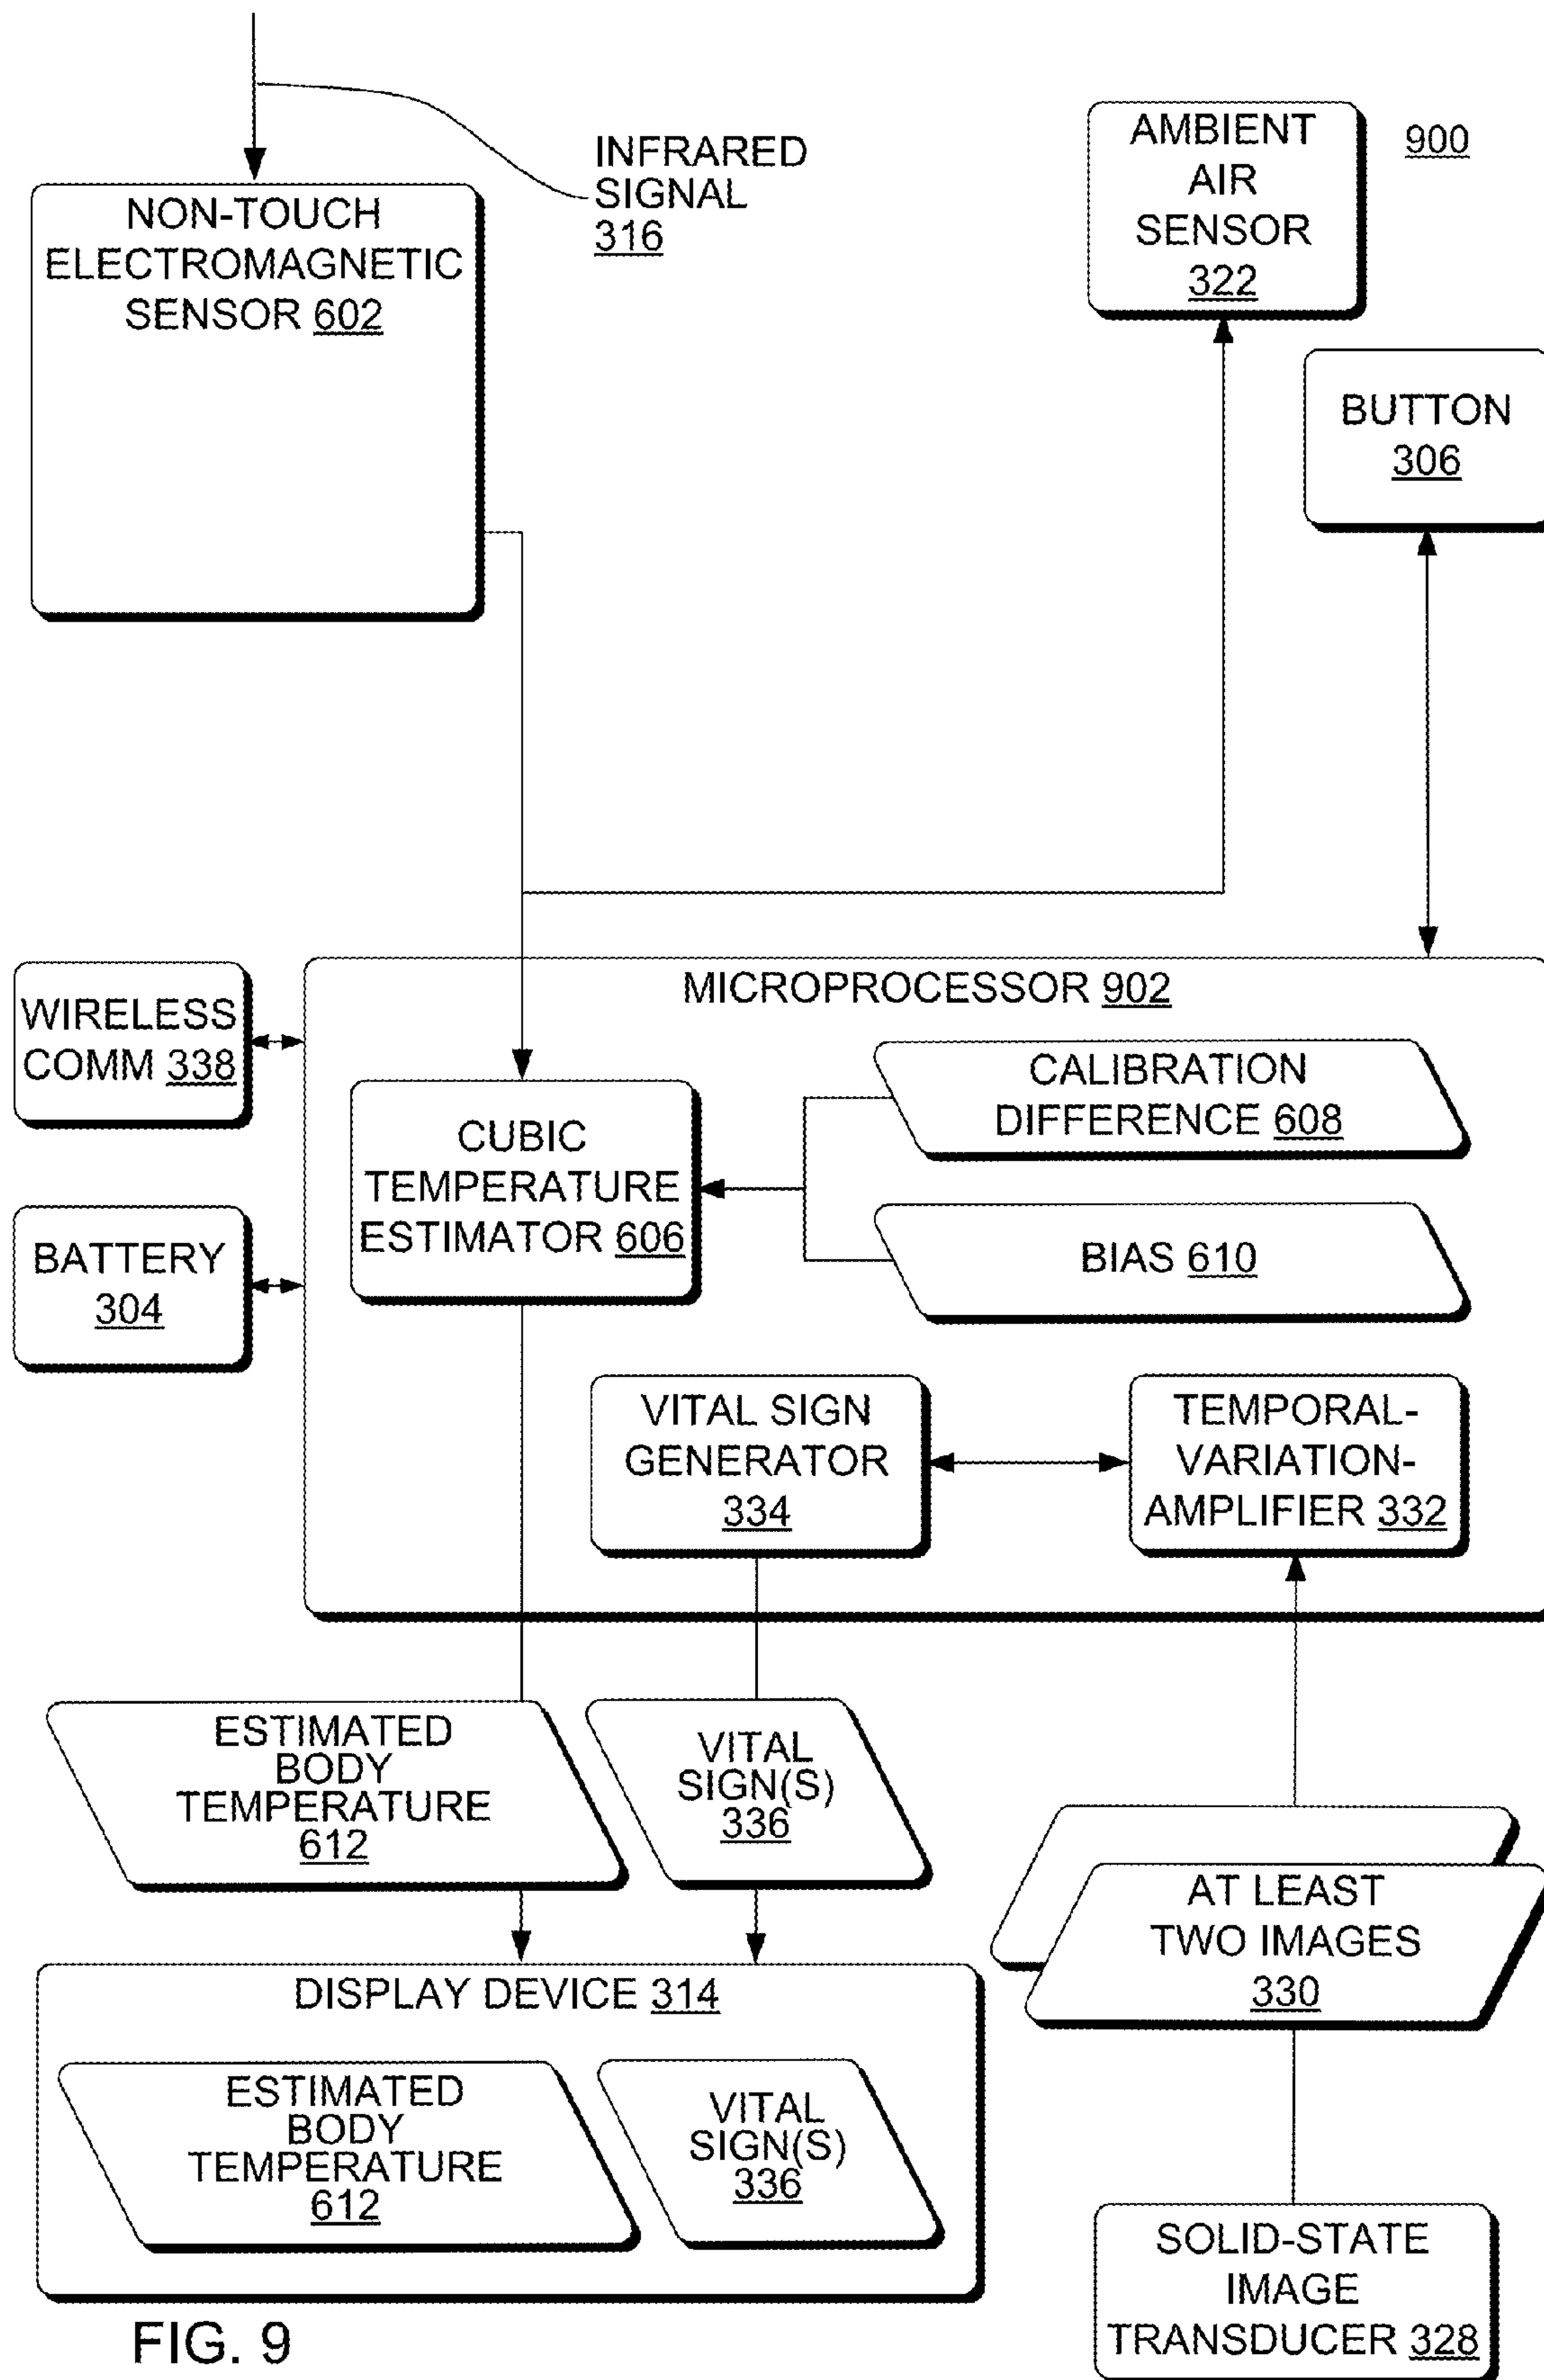 INFRARED
SIGNAL
316
AMBIENT
AIR
SENSOR
322
900
NON-TOUCH
ELECTROMAGNETIC
SENSOR 602
BUTTON
306
MICROPROCESSOR 902
WIRELESS
COMM 338
CALIBRATION
DIFFERENCE 608
CUBIC
TEMPERATURE
ESTIMATOR 606
BIAS 610
BATTERY
304
VITAL SIGN
GENERATOR
334
TEMPORAL-
VARIATION-
AMPLIFIER 332
ESTIMATED
BODY
TEMPERATURE
612
VITAL
SIGN(S)
336
AT LEAST
TWO IMAGES
330
DISPLAY DEVICE 314
ESTIMATED
BODY
TEMPERATURE
612
VITAL
SIGN(S)
336
SOLID-STATE
IMAGE
TRANSDUCER 328
FIG. 9